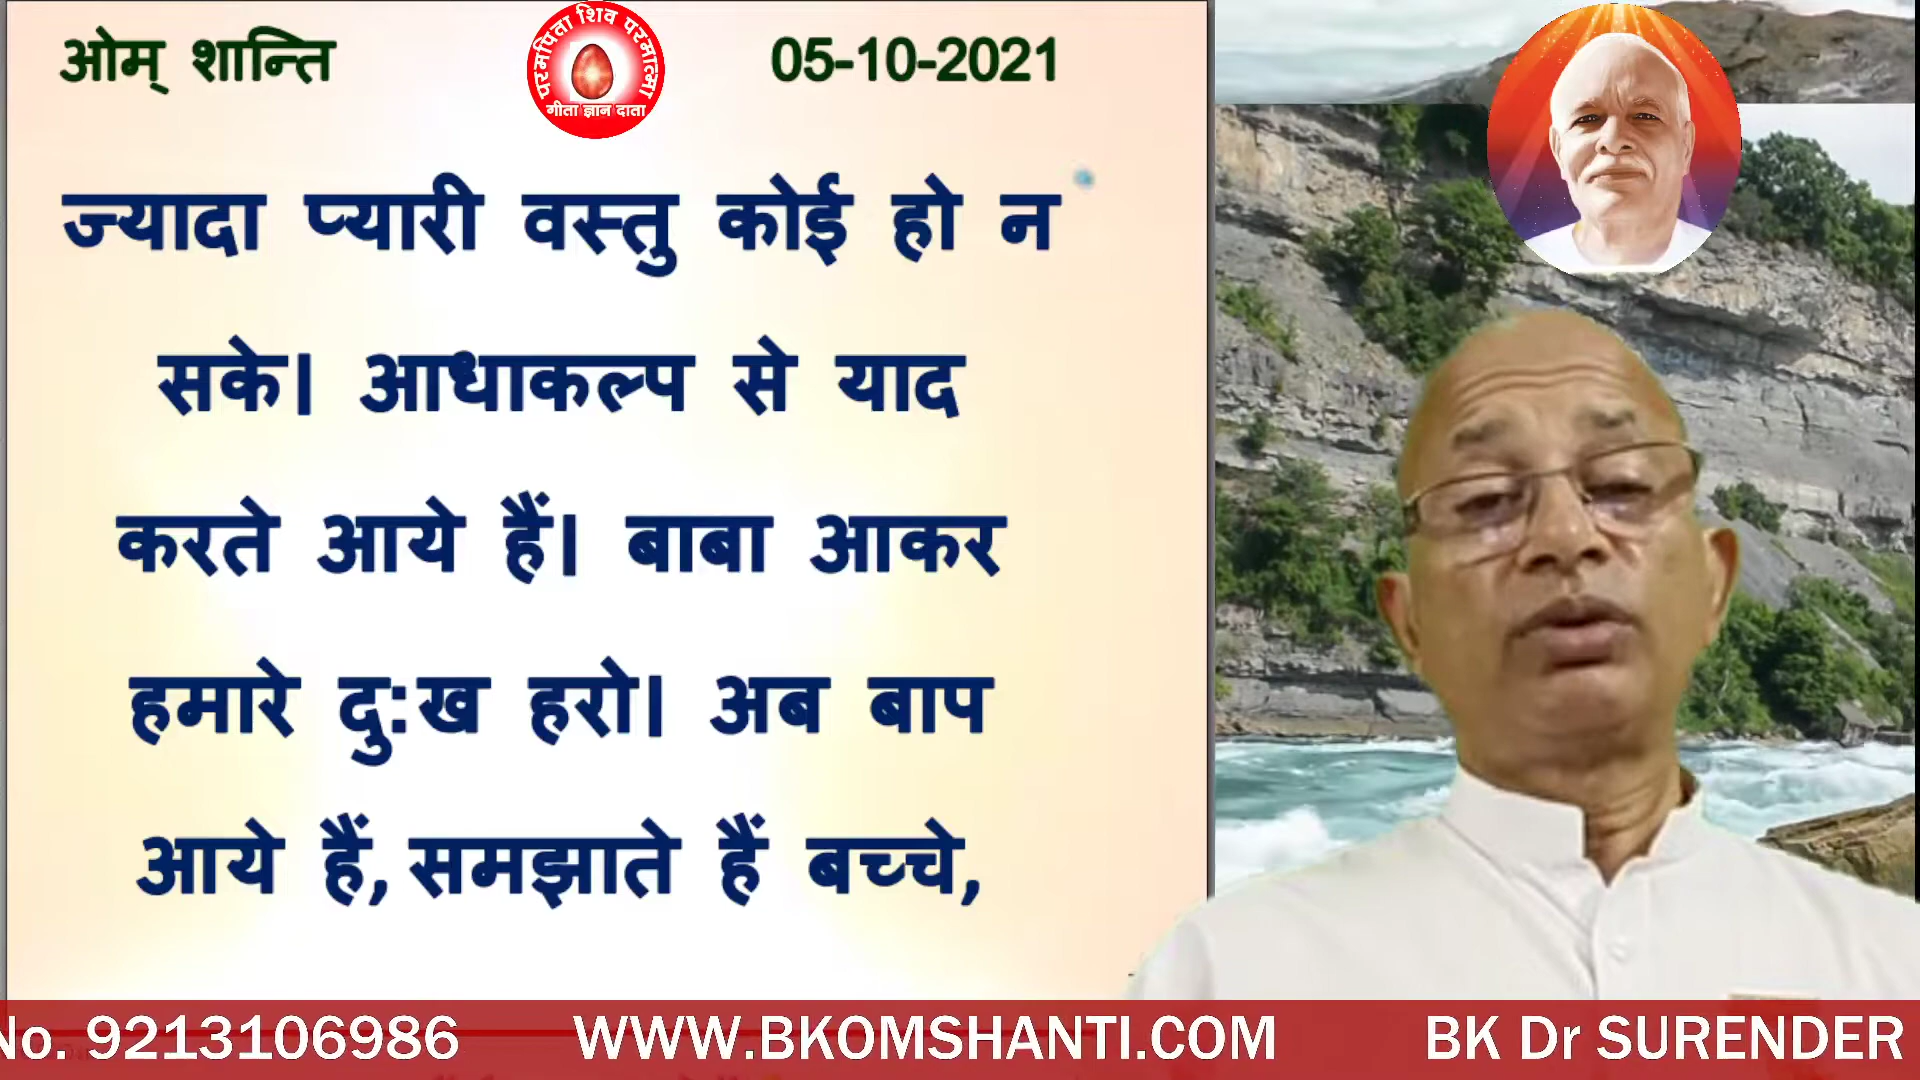 ओम् शान्ति
परमपिता शिव परमात्मा
गीता ज्ञान दाता
05-10-2021
ज्यादा प्यारी वस्तु कोई हो न
सके। आधाकल्प से याद
करते आये हैं। बाबा आकर
हमारे दुःख हरो। अब बाप
आये हैं, समझाते हैं बच्चे,
No. 9213106986 WWW.BKOMSHANTI.COM BK Dr SURENDER